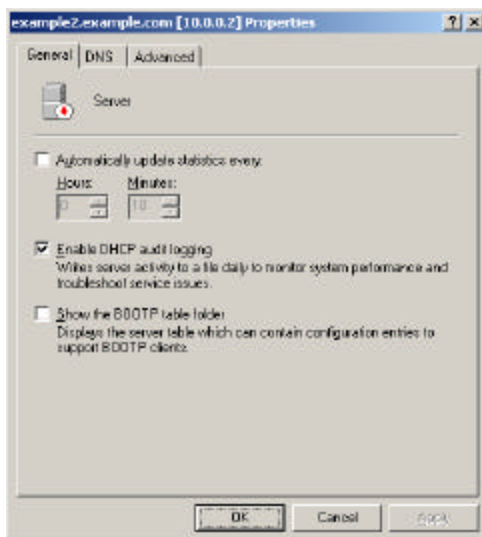 example2.example.com [10.0.0.2] Properties
General DNS Advanced
Server
Automatically update statistics every:
Hours: Minutes:
0 10
Enable DHCP audit logging
Writes server activity to a file daily to monitor system performance and
troubleshoot service issues.
Show the BOOTP table folder
Displays the server table which can contain configuration entries to
support BOOTP clients.
OK Cancel Apply